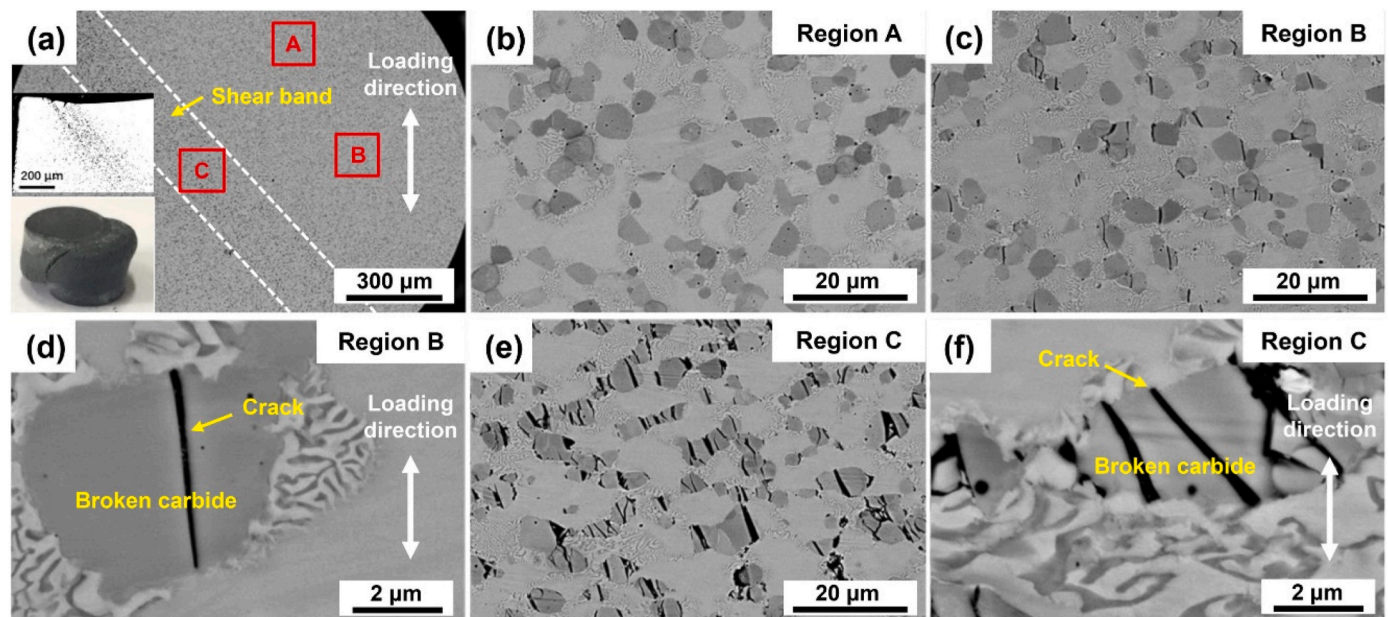 (a)
A
Loading
direction
Shear band
B
C
200 µm
300 µm
(b)
Region A
20 µm
(c)
Region B
20 µm
(d)
Region B
Crack
Loading
direction
Broken carbide
2 µm
(e)
Region C
20 µm
(f)
Region C
Crack
Loading
direction
Broken carbide
2 µm